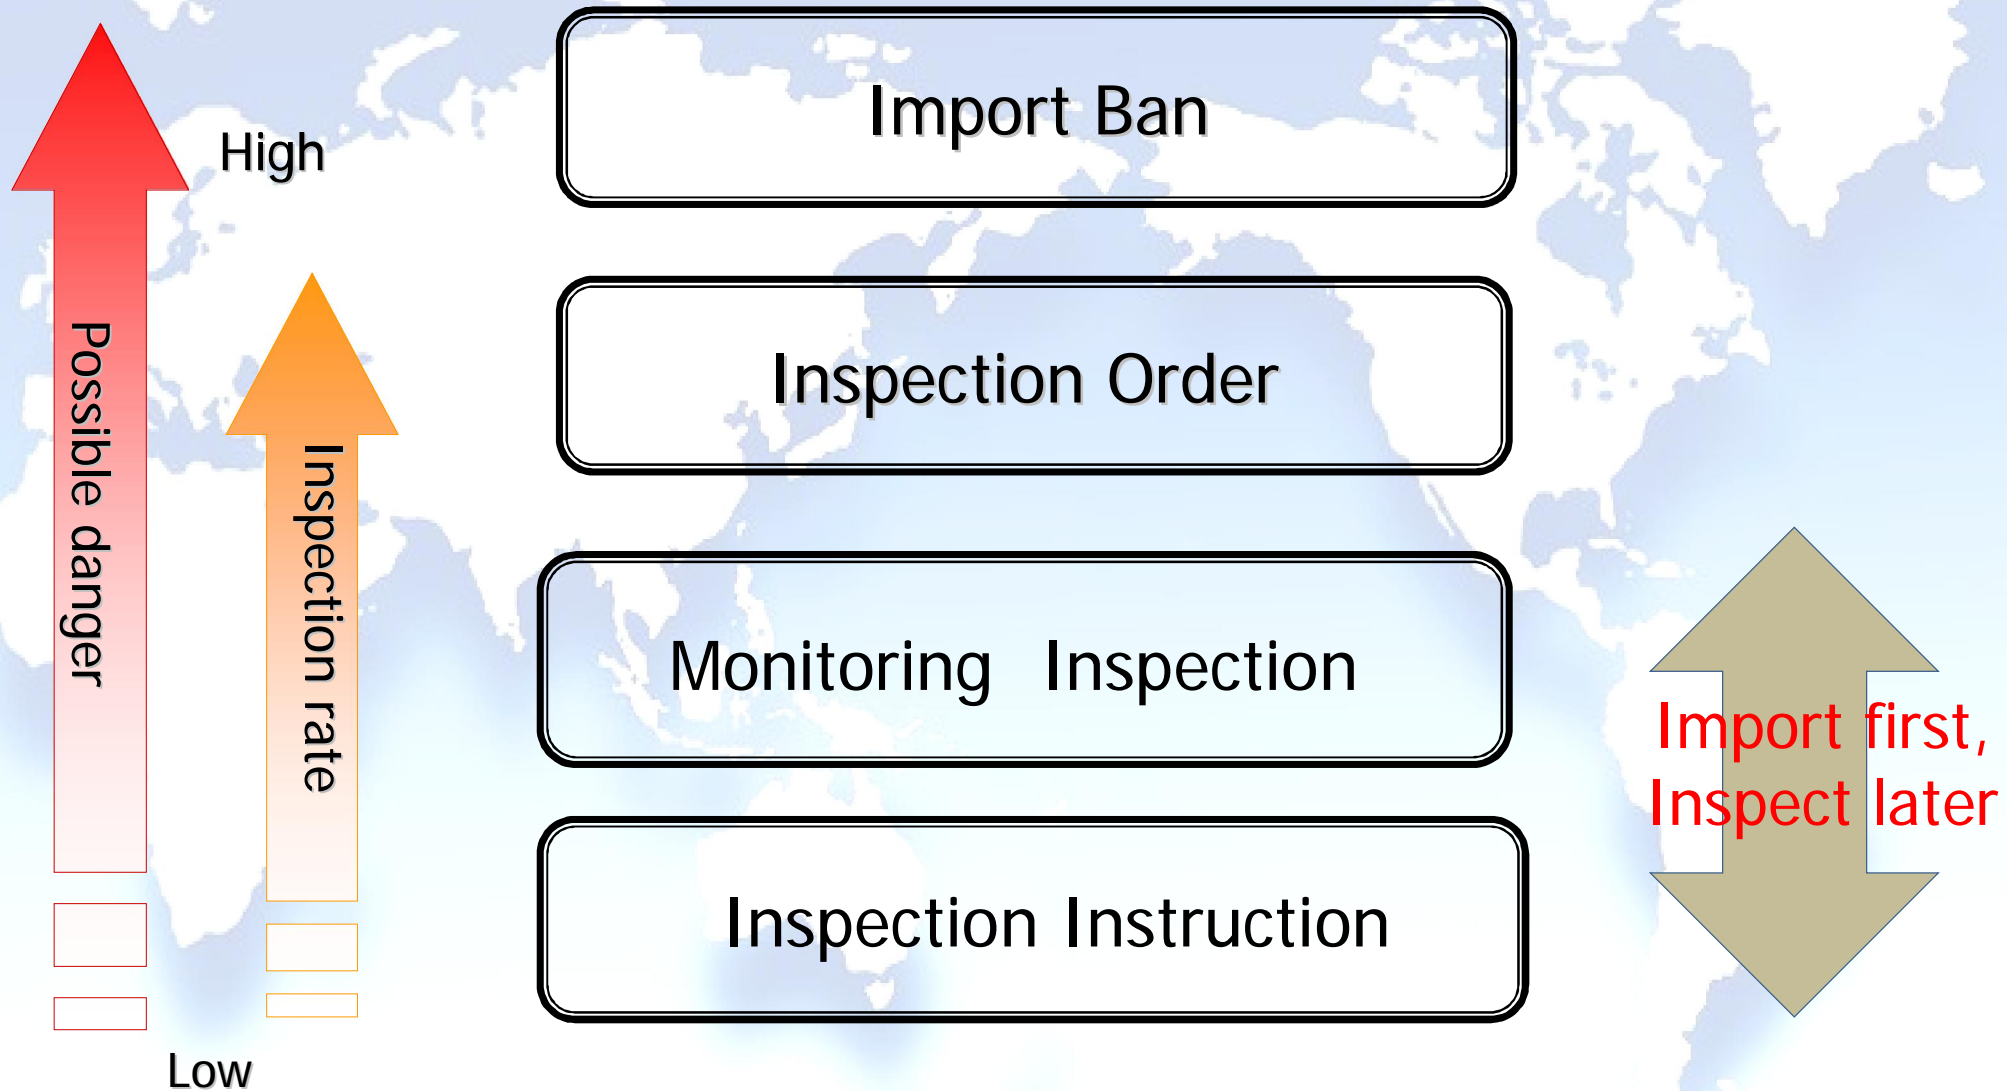 Import Ban
High
Possible danger
Inspection Order
Inspection rate
Monitoring Inspection
Import first,
Inspect later
Inspection Instruction
Low